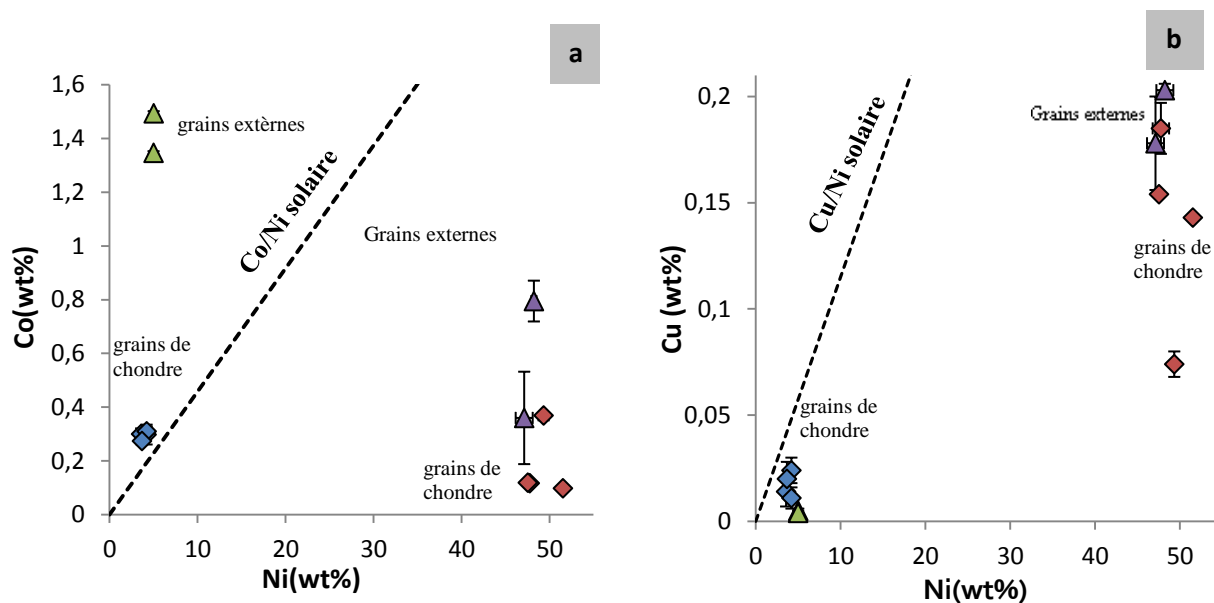 a
1,6
1,4
1,2
1
0,8
0,6
0,4
0,2
0
Co(wt%)
grains extèrnes
Co/Ni solaire
Grains externes
grains de
chondre
grains de
chondre
0
10
20
30
40
50
Ni(wt%)
b
0,2
0,15
0,1
0,05
0
Cu (wt%)
Cu/Ni solaire
Grains externes
grains de
chondre
grains de
chondre
0
10
20
30
40
50
Ni(wt%)